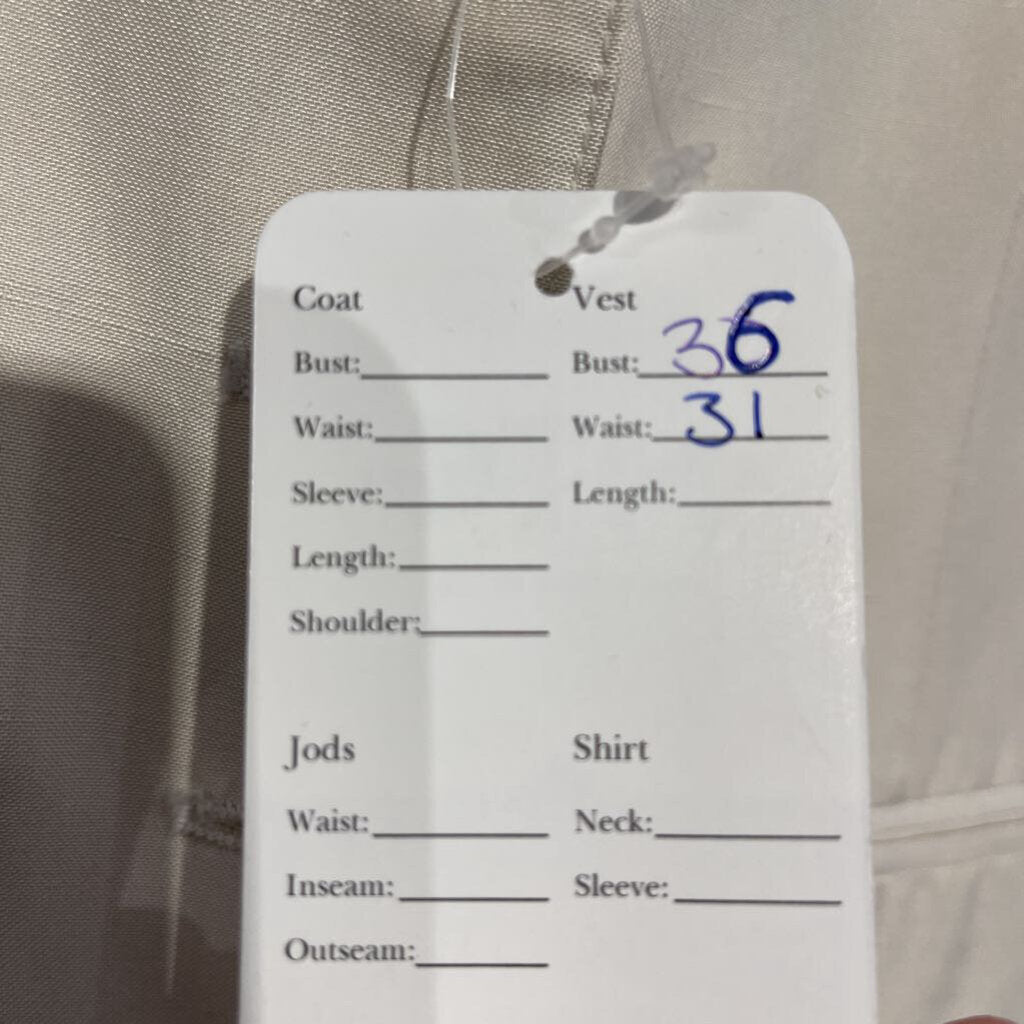 Coat
Bust:
Waist:
Sleeve:
Length:
Shoulder:
Vest
Bust: 36
Waist: 31
Length:
Jods
Waist:
Inseam:
Outseam:
Shirt
Neck:
Sleeve: